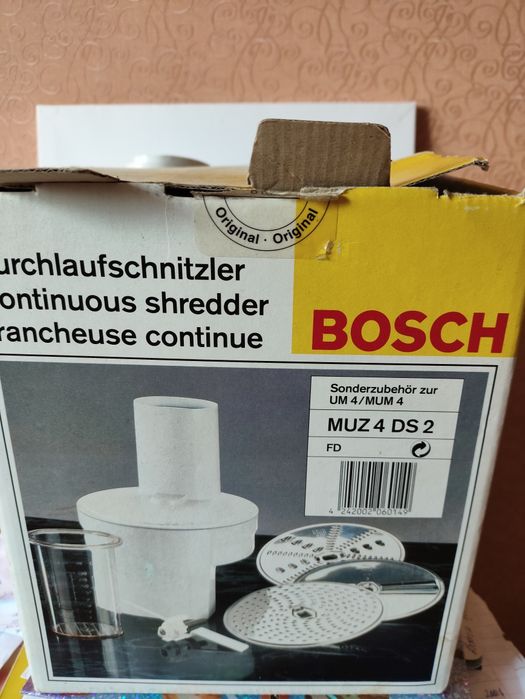 Original · Original
urchlaufschnitzler
ontinuous shredder
rancheuse continue
BOSCH
Sonderzubehör zur
UM 4/MUM 4
MUZ 4 DS 2
FD
4 242002 060149